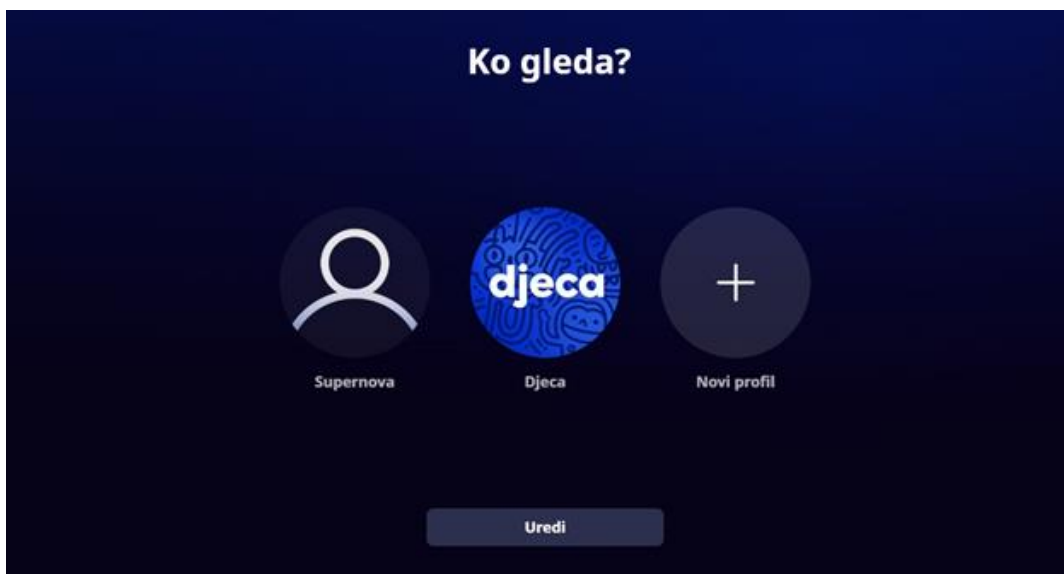 Ko gleda?
djeca
Supernova
Djeca
Novi profil
Uredi